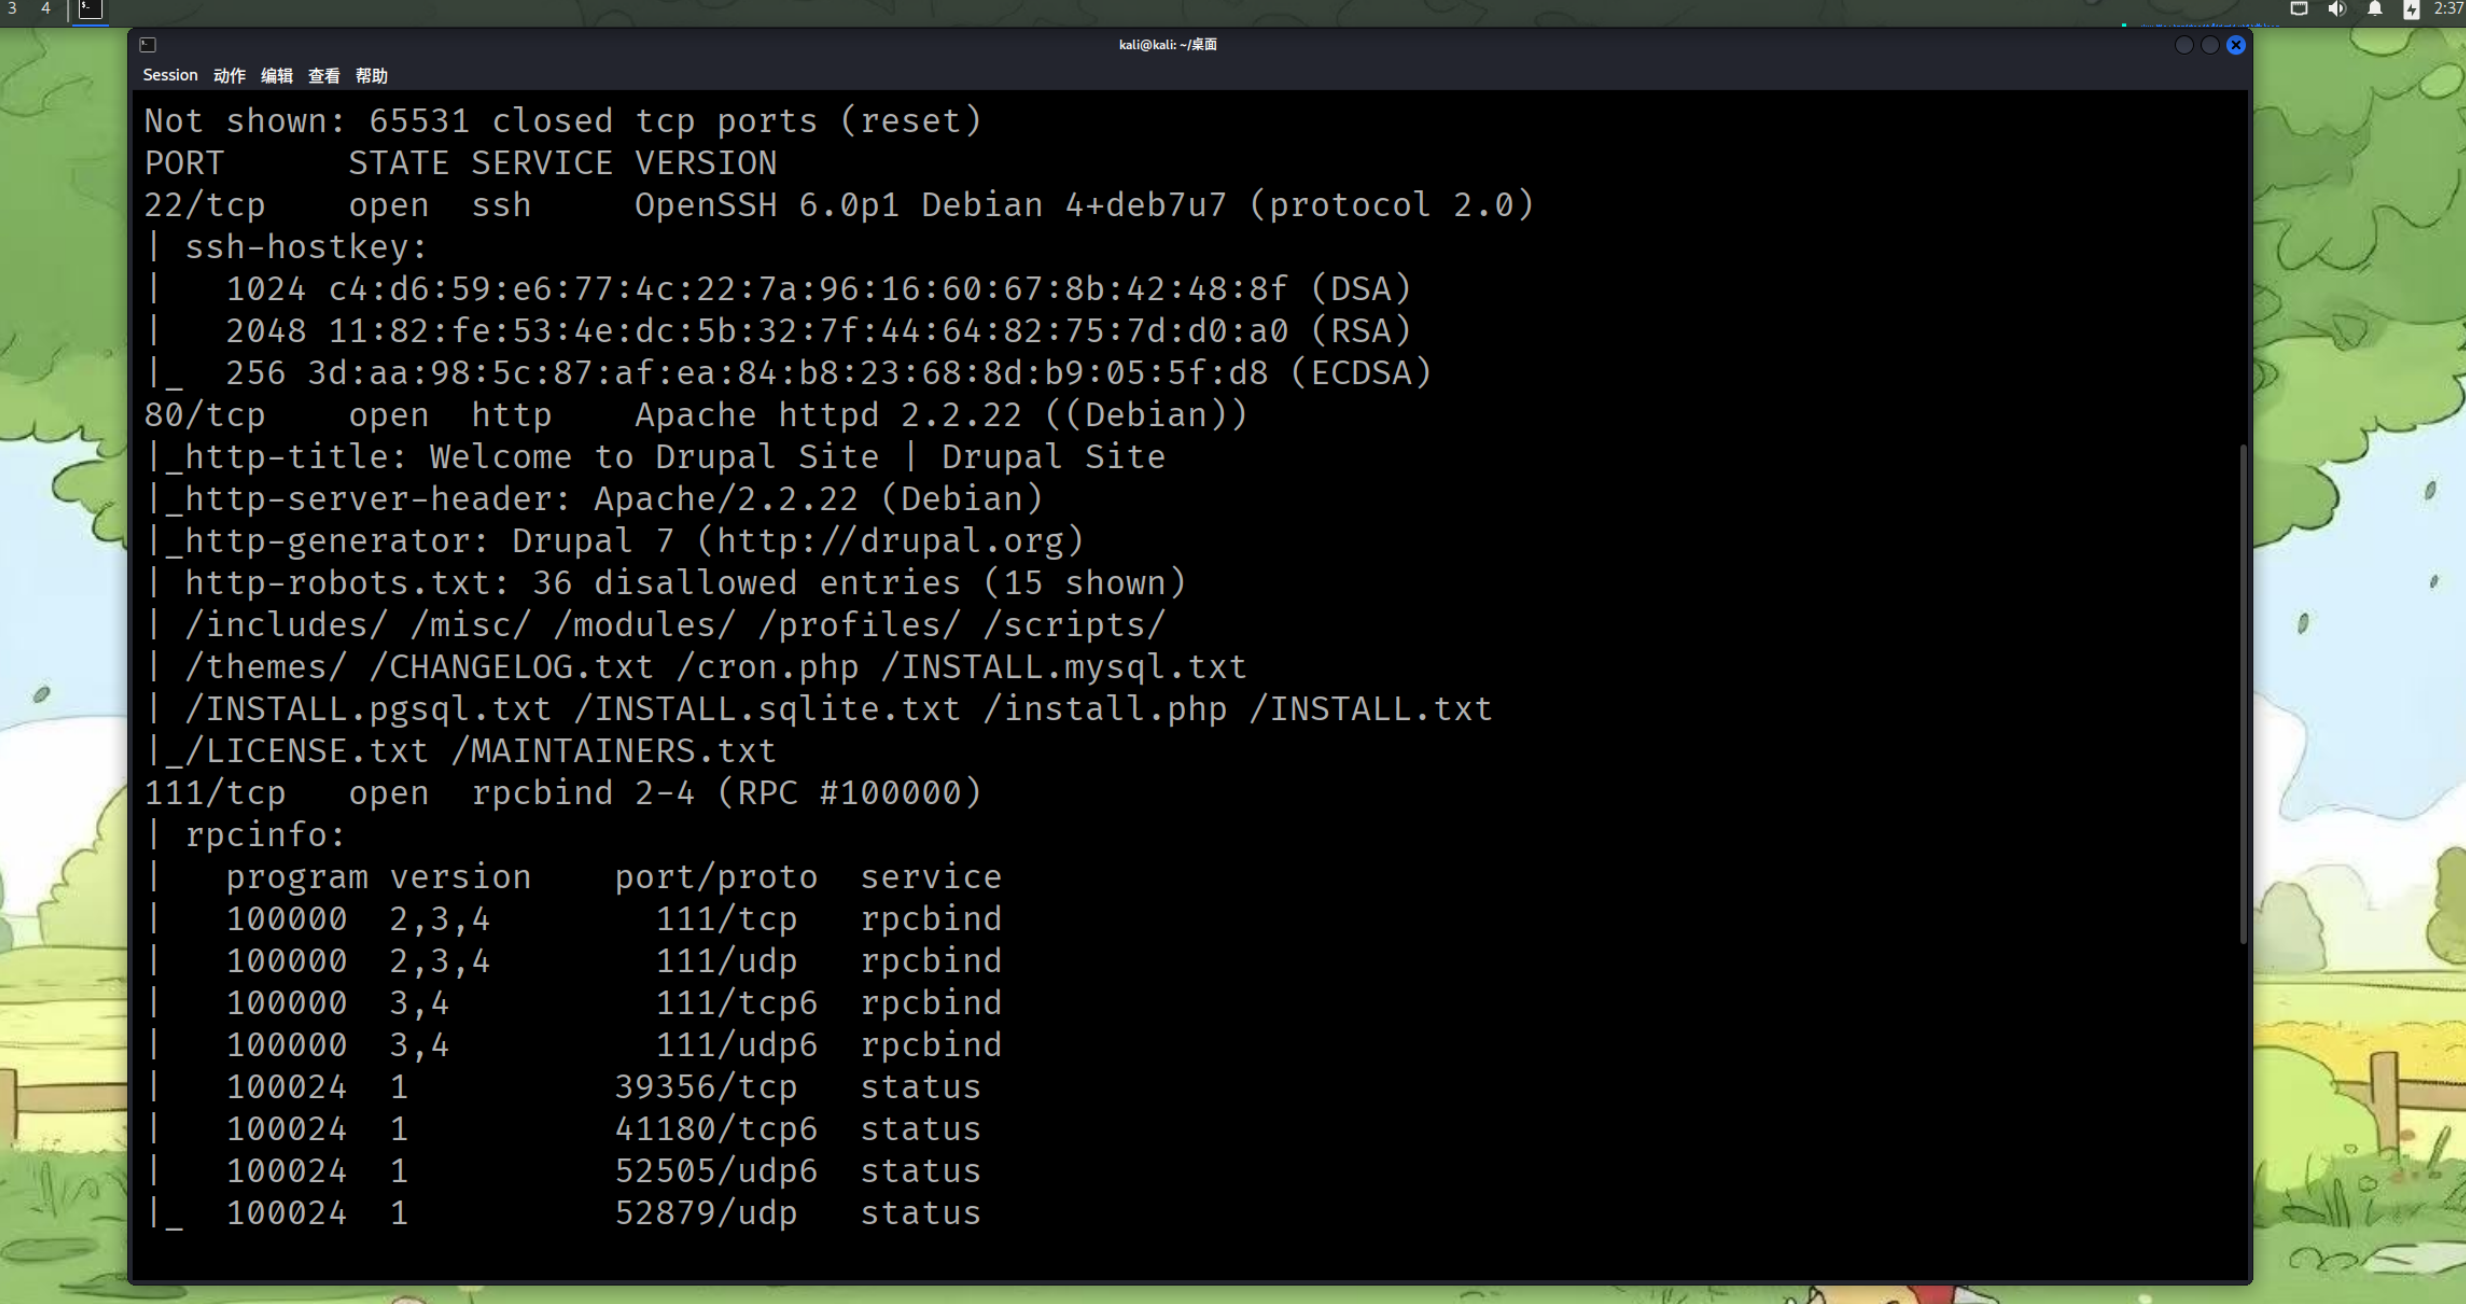 3 4 2:37
kali@kali: ~/桌面
Session 动作 编辑 查看 帮助
Not shown: 65531 closed tcp ports (reset)
PORT      STATE SERVICE VERSION
22/tcp    open  ssh     OpenSSH 6.0p1 Debian 4+deb7u7 (protocol 2.0)
| ssh-hostkey:
|   1024 c4:d6:59:e6:77:4c:22:7a:96:16:60:67:8b:42:48:8f (DSA)
|   2048 11:82:fe:53:4e:dc:5b:32:7f:44:64:82:75:7d:d0:a0 (RSA)
|_  256 3d:aa:98:5c:87:af:ea:84:b8:23:68:8d:b9:05:5f:d8 (ECDSA)
80/tcp    open  http    Apache httpd 2.2.22 ((Debian))
|_http-title: Welcome to Drupal Site | Drupal Site
|_http-server-header: Apache/2.2.22 (Debian)
|_http-generator: Drupal 7 (http://drupal.org)
| http-robots.txt: 36 disallowed entries (15 shown)
| /includes/ /misc/ /modules/ /profiles/ /scripts/
| /themes/ /CHANGELOG.txt /cron.php /INSTALL.mysql.txt
| /INSTALL.pgsql.txt /INSTALL.sqlite.txt /install.php /INSTALL.txt
|_/LICENSE.txt /MAINTAINERS.txt
111/tcp   open  rpcbind 2-4 (RPC #100000)
| rpcinfo:
|   program version    port/proto  service
|   100000  2,3,4        111/tcp   rpcbind
|   100000  2,3,4        111/udp   rpcbind
|   100000  3,4          111/tcp6  rpcbind
|   100000  3,4          111/udp6  rpcbind
|   100024  1          39356/tcp   status
|   100024  1          41180/tcp6  status
|   100024  1          52505/udp6  status
|_  100024  1          52879/udp   status